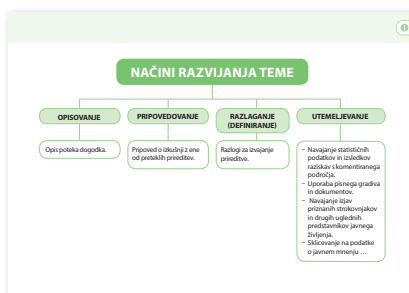 NAČINI RAZVIJANJA TEME
OPISOVANJE
PRIPOVEDOVANJE
RAZLAGANJE
(DEFINIRANJE)
UTEMELJEVANJE
Opis poteka dogodka.
Pripoved o izkušnji z ene
od preteklih prireditev.
Razlogi za izvajanje
prireditve.
– Navajanje statističnih
podatkov in izsledkov
raziskav s komentiranega
področja.
– Uporaba pisnega gradiva
in dokumentov.
– Navajanje izjav
priznanih strokovnjakov
in drugih uglednih
predstavnikov javnega
življenja.
– Sklicevanje na podatke
o javnem mnenju …